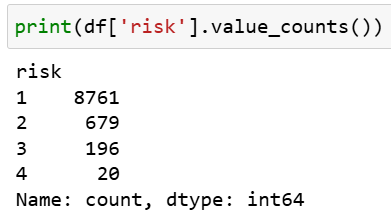 print(df['risk'].value_counts())
risk
1    8761
2     679
3     196
4      20
Name: count, dtype: int64